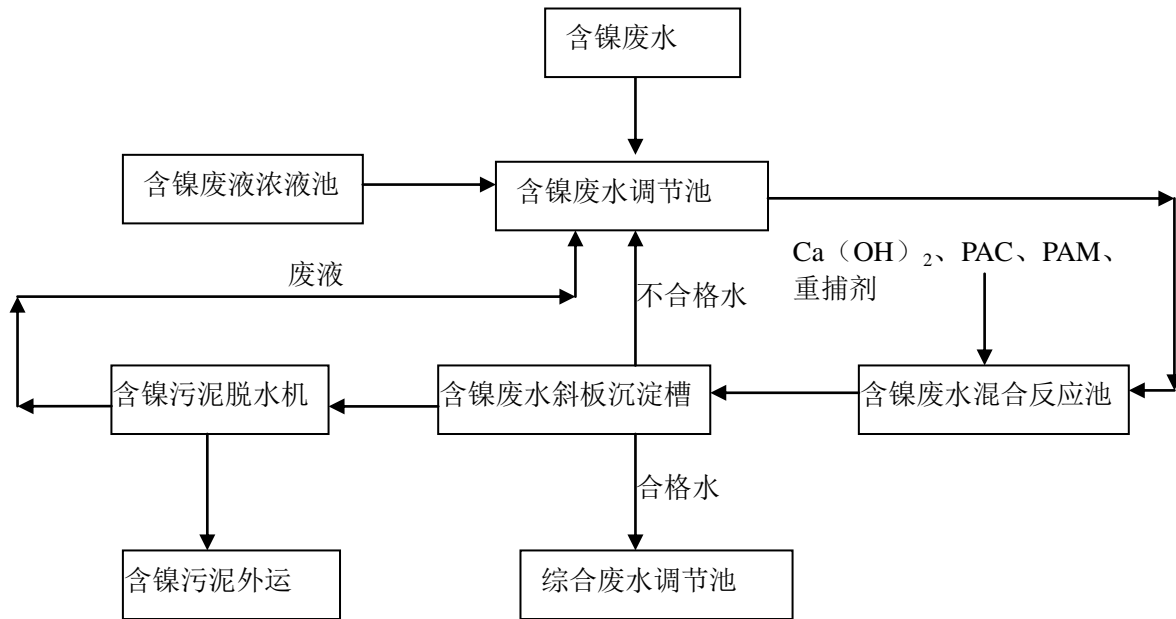 含镍废水
含镍废液浓液池
含镍废水调节池
Ca（OH）₂、PAC、PAM、
重捕剂
废液
不合格水
含镍污泥脱水机
含镍废水斜板沉淀槽
含镍废水混合反应池
合格水
含镍污泥外运
综合废水调节池